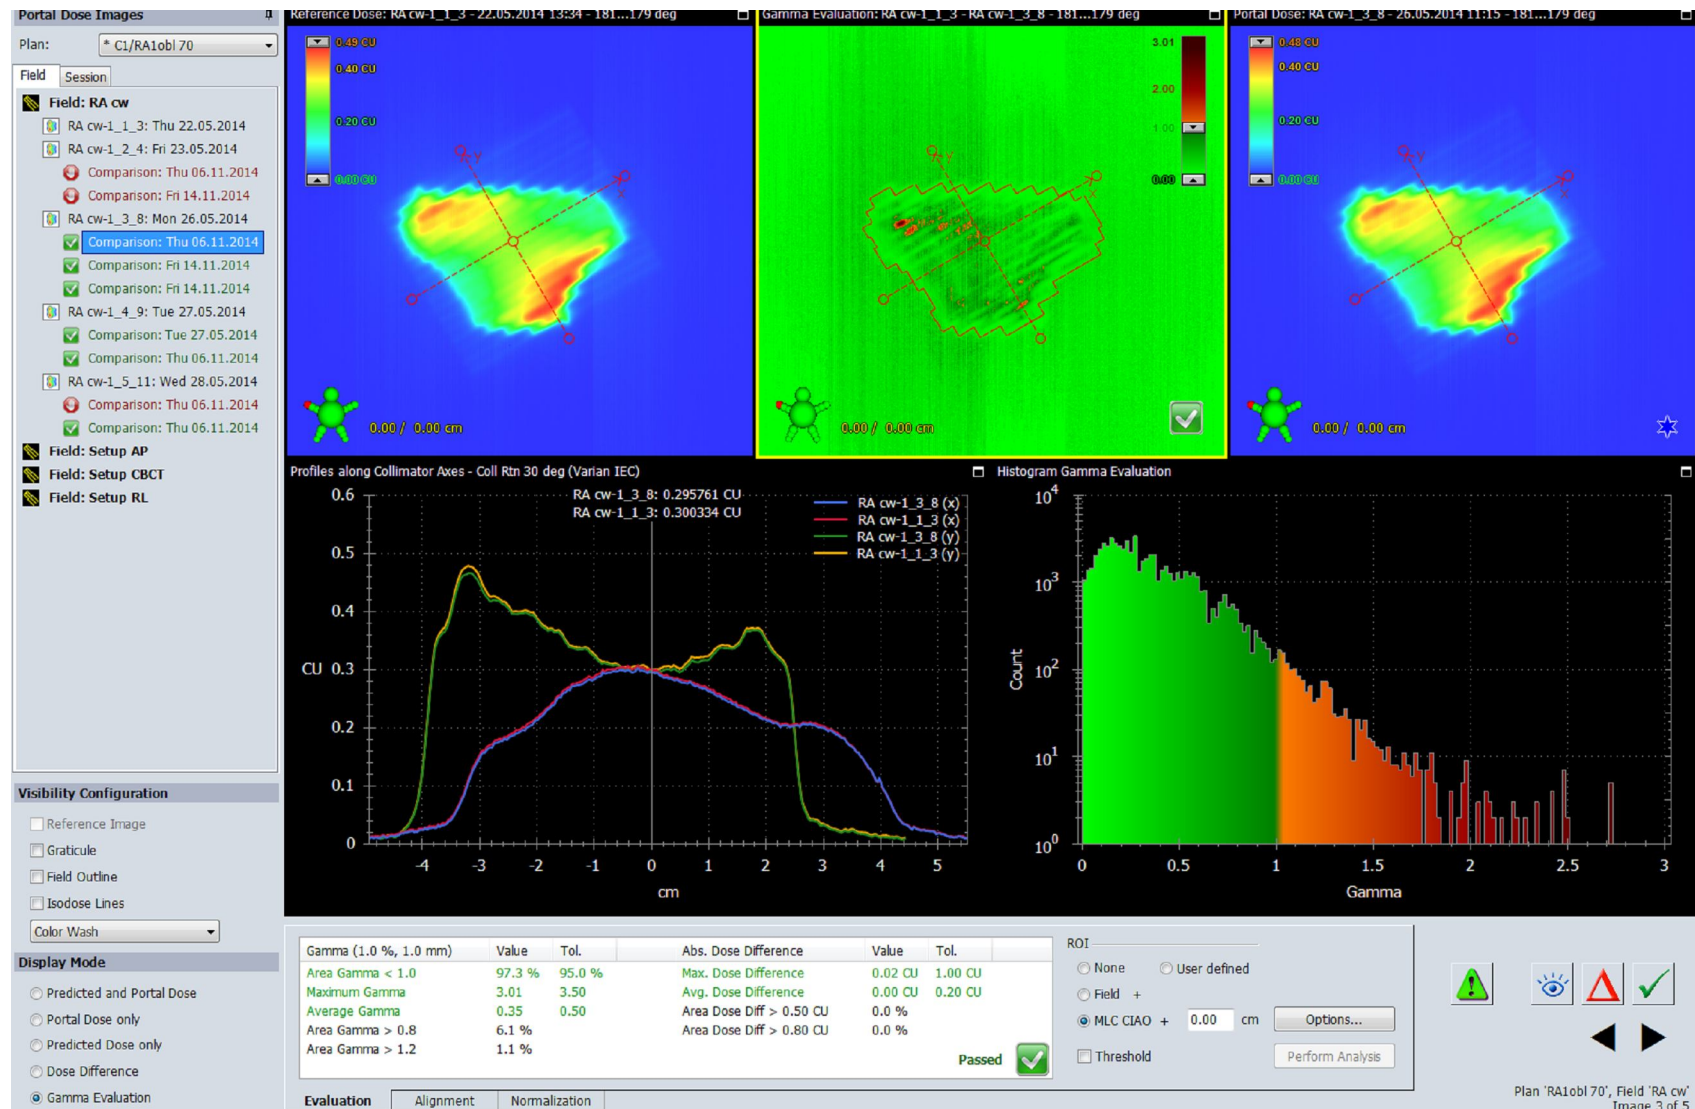 Portal Dose Images
Plan:
* C1/RA1obl 70
Field
Session
Field: RA cw
RA cw-1_1_3: Thu 22.05.2014
RA cw-1_2_4: Fri 23.05.2014
Comparison: Thu 06.11.2014
Comparison: Fri 14.11.2014
RA cw-1_3_8: Mon 26.05.2014
Comparison: Thu 06.11.2014
Comparison: Fri 14.11.2014
Comparison: Fri 14.11.2014
RA cw-1_4_9: Tue 27.05.2014
Comparison: Tue 27.05.2014
Comparison: Thu 06.11.2014
RA cw-1_5_11: Wed 28.05.2014
Comparison: Thu 06.11.2014
Comparison: Thu 06.11.2014
Field: Setup AP
Field: Setup CBCT
Field: Setup RL
Visibility Configuration
Reference Image
Graticule
Field Outline
Isodose Lines
Color Wash
Display Mode
Predicted and Portal Dose
Portal Dose only
Predicted Dose only
Dose Difference
Gamma Evaluation
Reference Dose: RA cw-1_1_3 - 22.05.2014 13:34 - 181...179 deg
0.49 CU
0.40 CU
0.20 CU
0.00 CU
Y
X
0.00 / 0.00 cm
Gamma Evaluation: RA cw-1_1_3 - RA cw-1_3_8 - 181...179 deg
3.01
2.00
1.00
0.00
Y
X
0.00 / 0.00 cm
Portal Dose: RA cw-1_3_8 - 26.05.2014 11:15 - 181...179 deg
0.48 CU
0.40 CU
0.20 CU
0.00 CU
Y
X
0.00 / 0.00 cm
Profiles along Collimator Axes - Coll Rtn 30 deg (Varian IEC)
RA cw-1_3_8: 0.295761 CU
RA cw-1_1_3: 0.300334 CU
RA cw-1_3_8 (x)
RA cw-1_1_3 (x)
RA cw-1_3_8 (y)
RA cw-1_1_3 (y)
0.6
0.5
0.4
CU 0.3
0.2
0.1
0
-4 -3 -2 -1 0 1 2 3 4 5
cm
Histogram Gamma Evaluation
10^4
10^3
10^2
10^1
10^0
Count
0 0.5 1 1.5 2 2.5 3
Gamma
Gamma (1.0 %, 1.0 mm) Value Tol. Abs. Dose Difference Value Tol.
Area Gamma < 1.0 97.3 % 95.0 % Max. Dose Difference 0.02 CU 1.00 CU
Maximum Gamma 3.01 3.50 Avg. Dose Difference 0.00 CU 0.20 CU
Average Gamma 0.35 0.50 Area Dose Diff > 0.50 CU 0.0 %
Area Gamma > 0.8 6.1 % Area Dose Diff > 0.80 CU 0.0 %
Area Gamma > 1.2 1.1 %
Passed
Evaluation Alignment Normalization
ROI
None User defined
Field +
MLC CIAO + 0.00 cm Options...
Threshold Perform Analysis
Plan 'RA1obl 70', Field 'RA cw'
Image 3 of 5